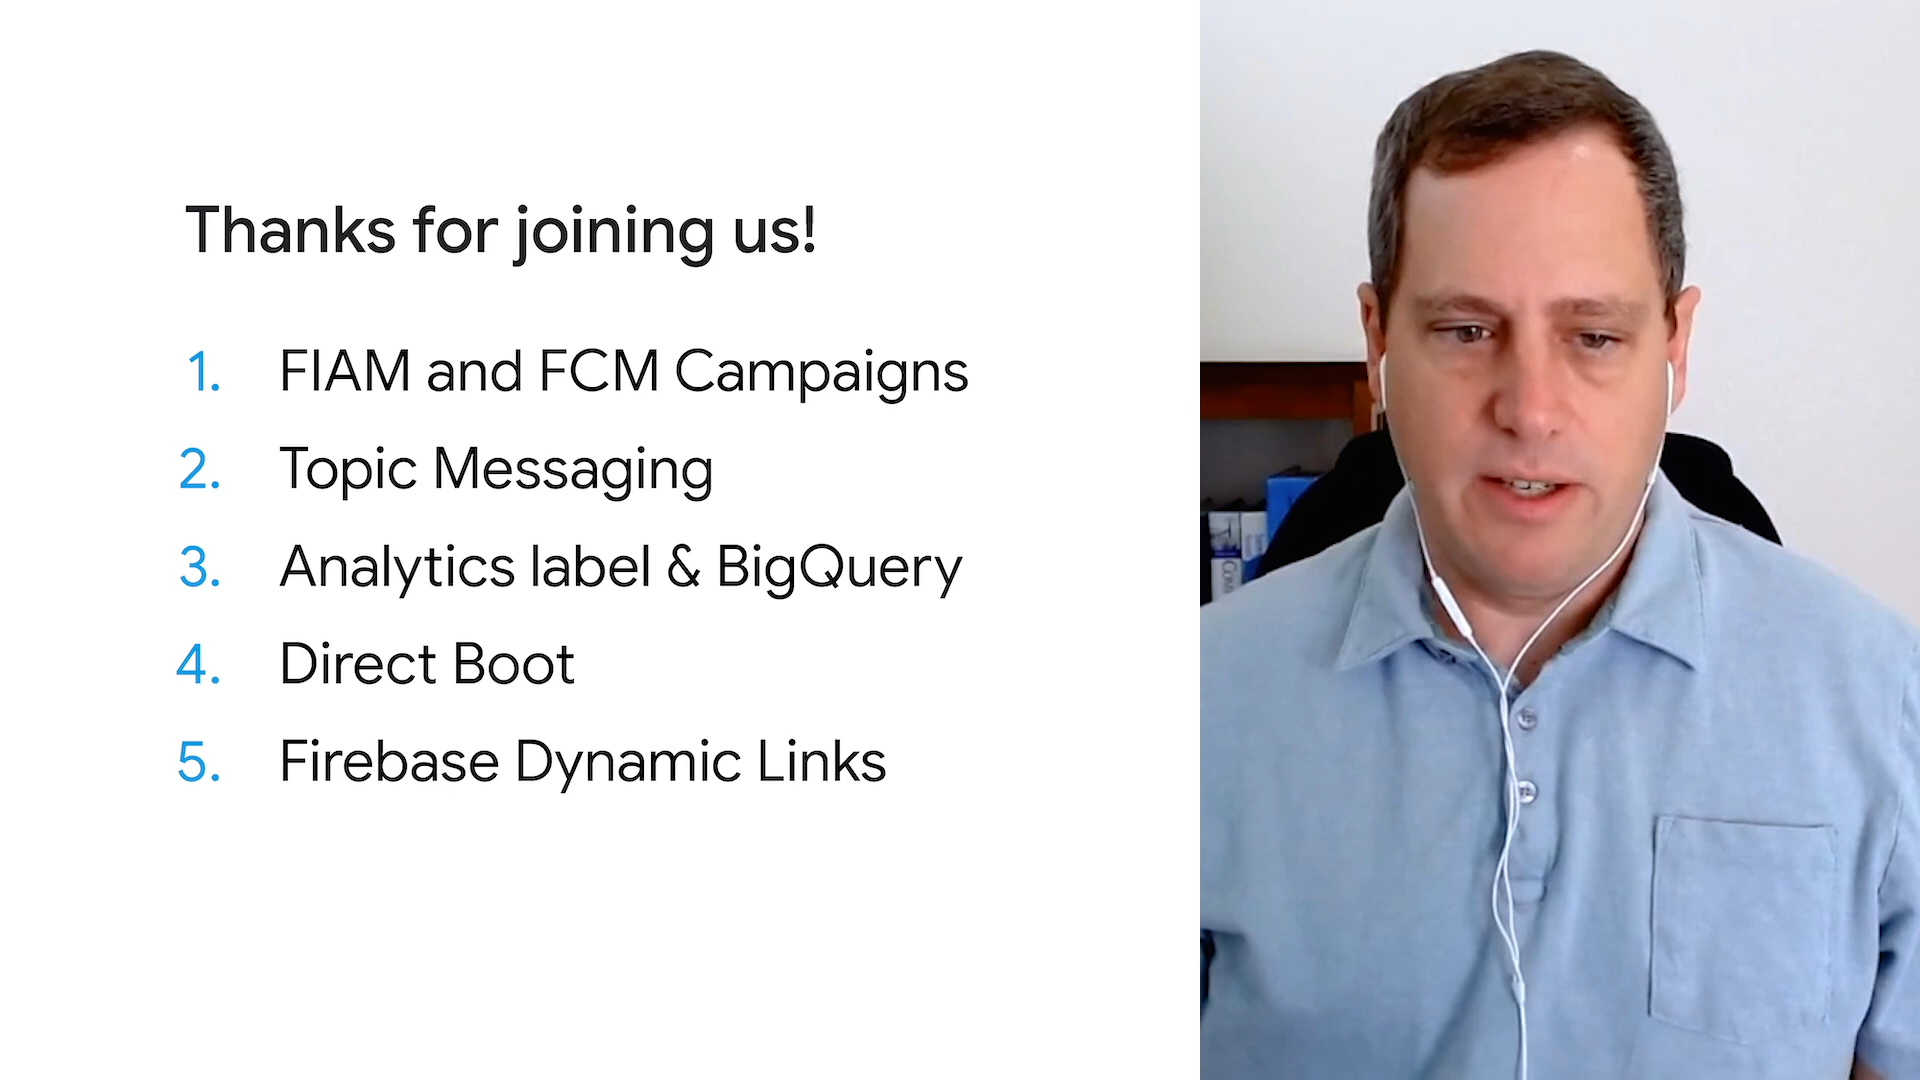 Thanks for joining us!
1. FIAM and FCM Campaigns
2. Topic Messaging
3. Analytics label & BigQuery
4. Direct Boot
5. Firebase Dynamic Links